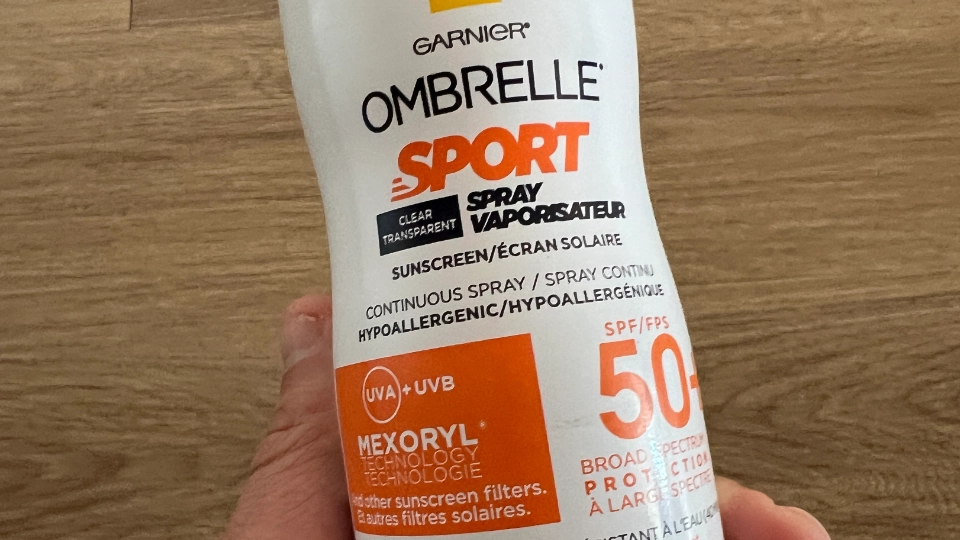 GARNIER
OMBRELLE
SPORT
CLEAR
TRANSPARENT
SPRAY
VAPORISATEUR
SUNSCREEN/ÉCRAN SOLAIRE
CONTINUOUS SPRAY / SPRAY CONTINU
HYPOALLERGENIC/HYPOALLERGÉNIQUE
UVA + UVB
MEXORYL
TECHNOLOGY
TECHNOLOGIE
And other sunscreen filters.
Et autres filtres solaires.
SPF/FPS
50+
BROAD SPECTRUM
PROTECTION
À LARGE SPECTRE
À L'EAU